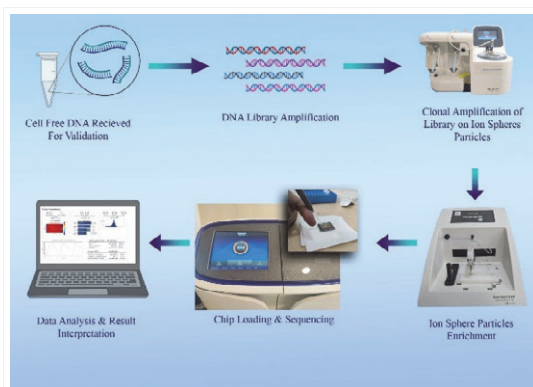 Cell Free DNA Recieved
For Validation
DNA Library Amplification
Clonal Amplification of
Library on Ion Spheres
Particles
Data Analysis & Result
Interpretation
Chip Loading & Sequencing
Ion Sphere Particles
Enrichment